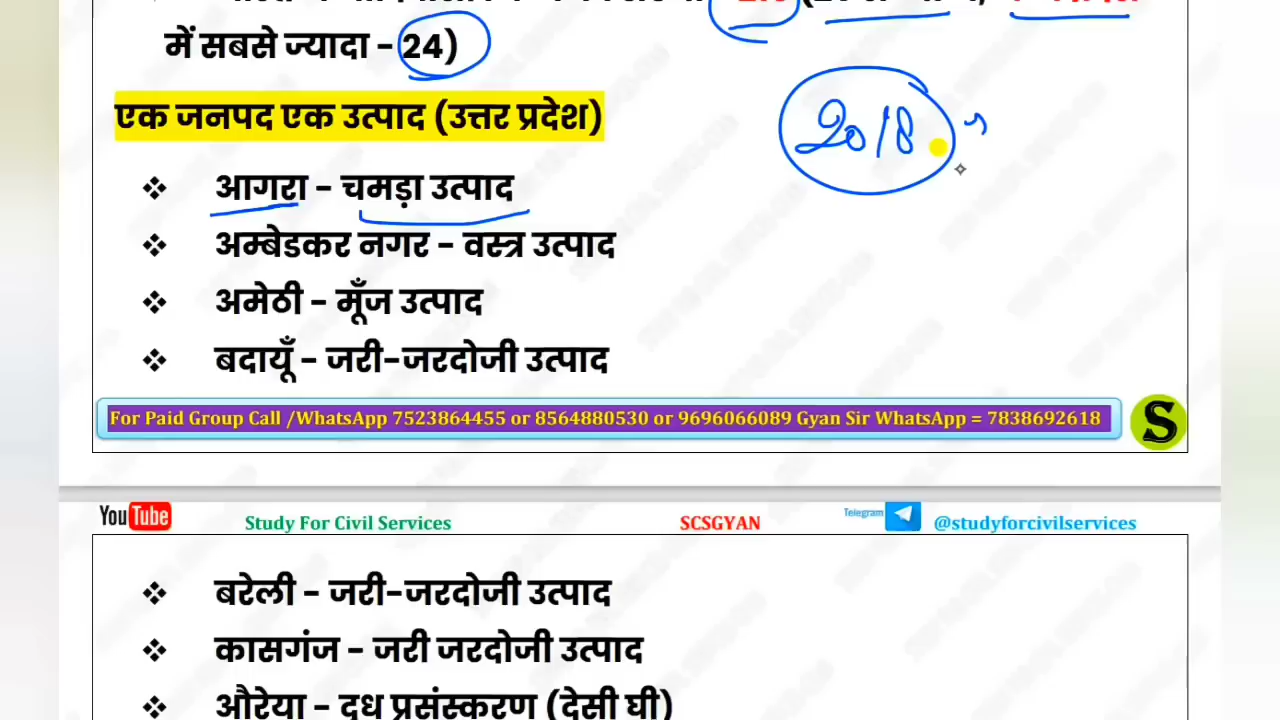 में सबसे ज्यादा – 24)
एक जनपद एक उत्पाद (उत्तर प्रदेश)
2018
❖ आगरा – चमड़ा उत्पाद
❖ अम्बेडकर नगर – वस्त्र उत्पाद
❖ अमेठी – मूँज उत्पाद
❖ बदायूँ – जरी-जरदोजी उत्पाद
For Paid Group Call /WhatsApp 7523864455 or 8564880530 or 9696066089 Gyan Sir WhatsApp = 7838692618
S
YouTube Study For Civil Services SCSGYAN Telegram @studyforcivilservices
❖ बरेली – जरी-जरदोजी उत्पाद
❖ कासगंज – जरी जरदोजी उत्पाद
❖ औरेया – दूध प्रसंस्करण (देसी घी)